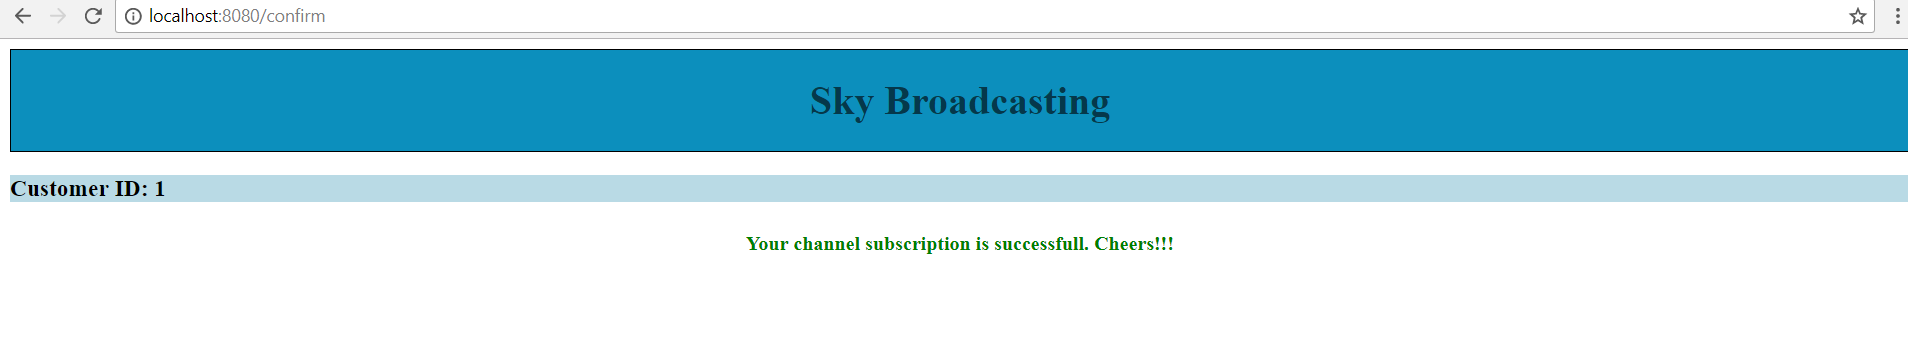 localhost:8080/confirm
Sky Broadcasting
Customer ID: 1
Your channel subscription is successfull. Cheers!!!